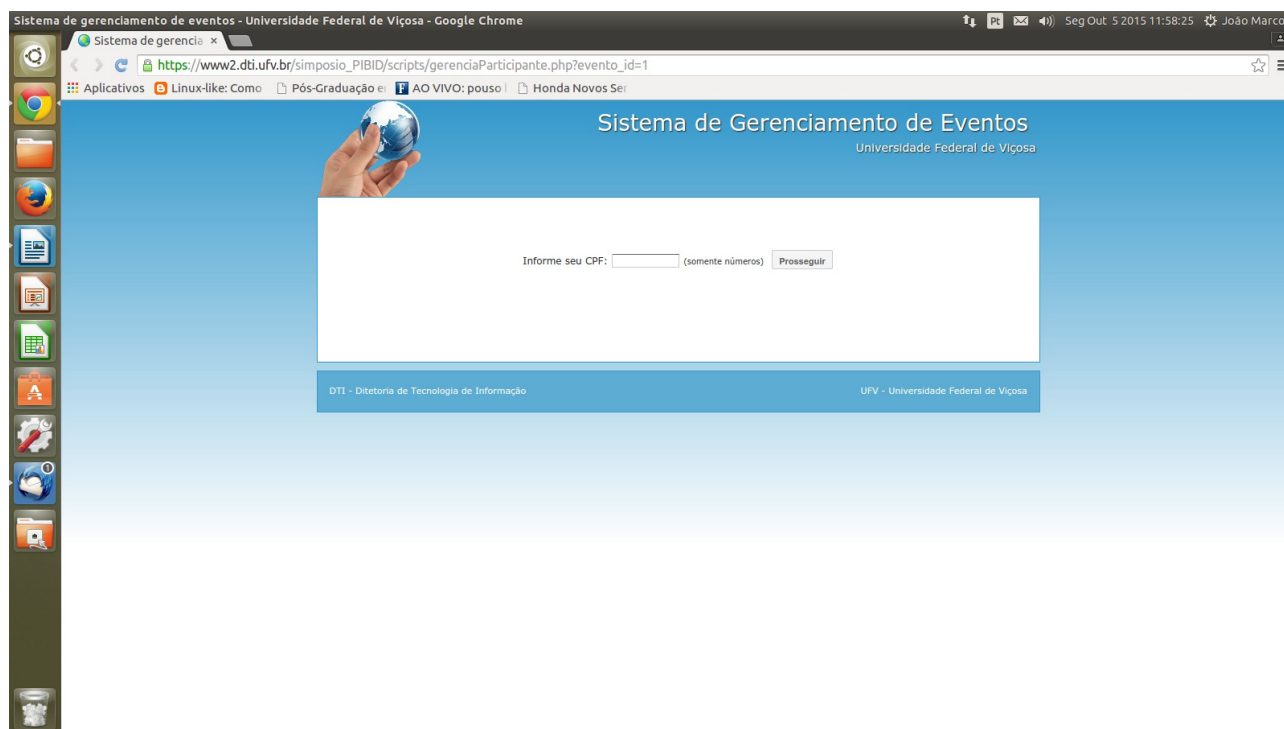 Sistema de gerenciamento de eventos - Universidade Federal de Viçosa - Google Chrome
Pt Seg Out 5 2015 11:58:25 João Marco
Sistema de gerencia ×
https://www2.dti.ufv.br/simposio_PIBID/scripts/gerenciaParticipante.php?evento_id=1
Aplicativos Linux-like: Como Pós-Graduação e AO VIVO: pouso Honda Novos Ser
Sistema de Gerenciamento de Eventos
Universidade Federal de Viçosa
Informe seu CPF: (somente números) Prosseguir
DTI - Ditetoria de Tecnologia de Informação UFV - Universidade Federal de Viçosa